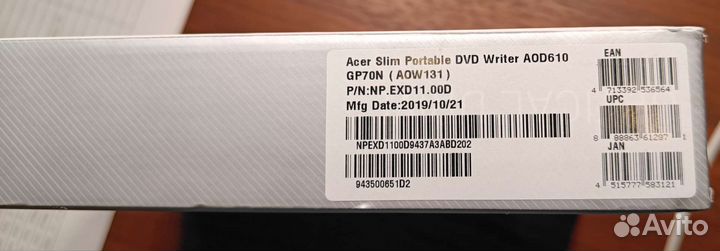 Acer Slim Portable DVD Writer AOD610
GP70N ( AOW131 )
P/N:NP.EXD11.00D
Mfg Date:2019/10/21
NPEXD1100D9437A3ABD202
943500651D2
EAN
4 713392 536564
UPC
8 88863 61297 1
JAN
4 515777 583121
Avito